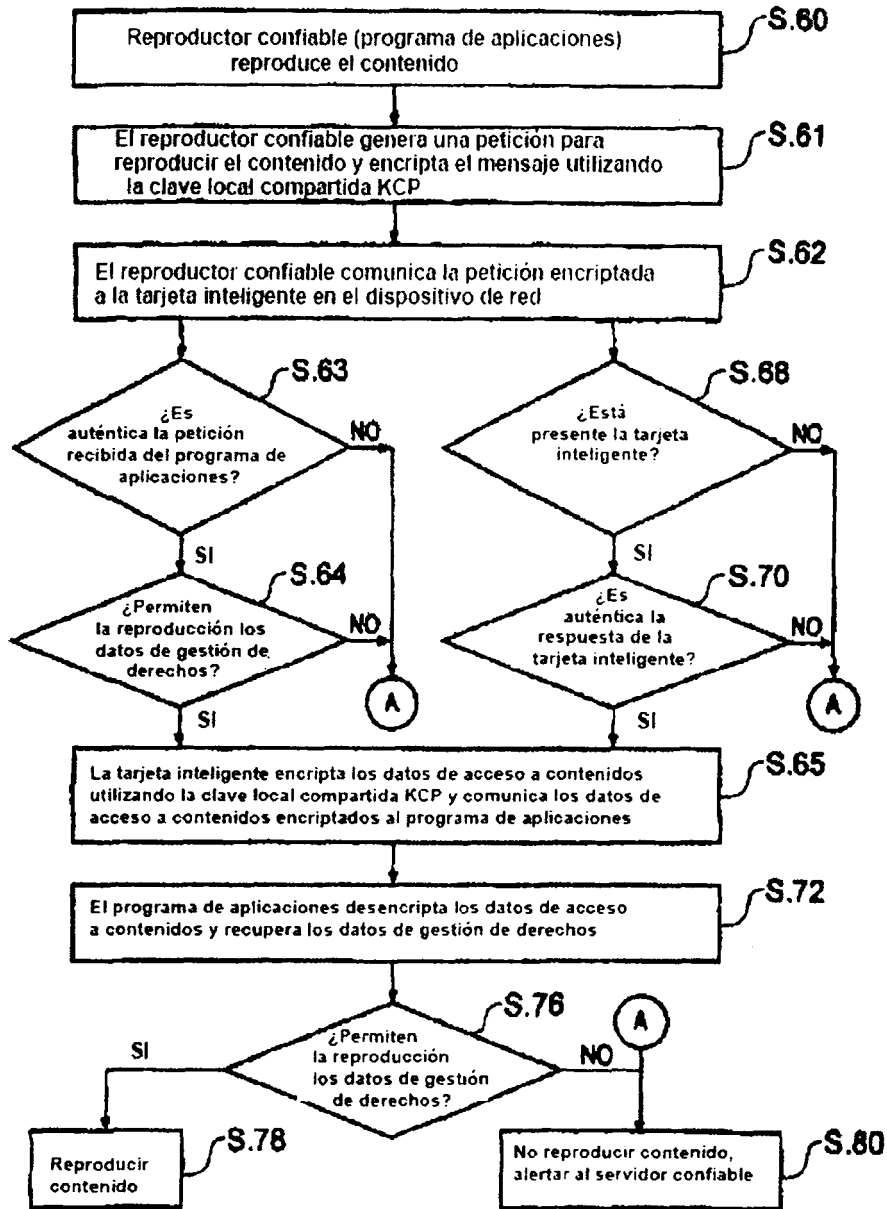 S.60
Reproductor confiable (programa de aplicaciones)
reproduce el contenido
S.61
El reproductor confiable genera una petición para
reproducir el contenido y encripta el mensaje utilizando
la clave local compartida KCP
S.62
El reproductor confiable comunica la petición encriptada
a la tarjeta inteligente en el dispositivo de red
S.63
¿Es
auténtica la petición
recibida del programa de
aplicaciones?
NO
SI
S.68
¿Está
presente la tarjeta
inteligente?
NO
SI
S.64
¿Permiten
la reproducción los
datos de gestión de
derechos?
NO
A
SI
S.70
¿Es
auténtica la
respuesta de la
tarjeta inteligente?
NO
A
SI
S.65
La tarjeta inteligente encripta los datos de acceso a contenidos
utilizando la clave local compartida KCP y comunica los datos de
acceso a contenidos encriptados al programa de aplicaciones
S.72
El programa de aplicaciones desencripta los datos de acceso
a contenidos y recupera los datos de gestión de derechos
S.76
A
¿Permiten
la reproducción
los datos de gestión
de derechos?
SI
NO
S.78
Reproducir
contenido
S.80
No reproducir contenido,
alertar al servidor confiable